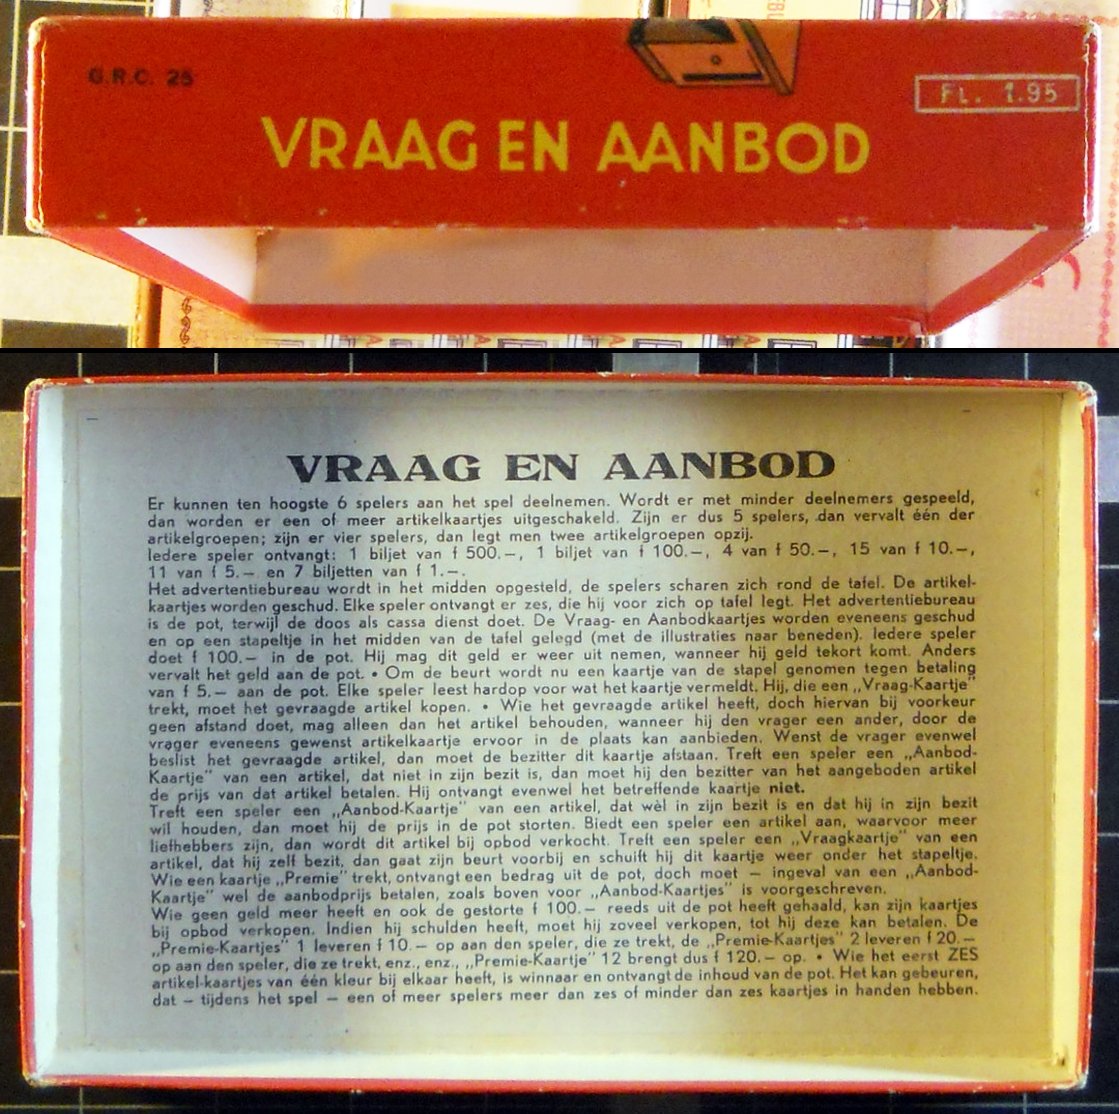 G.R.C. 25
FL. 1.95
VRAAG EN AANBOD
VRAAG EN AANBOD
Er kunnen ten hoogste 6 spelers aan het spel deelnemen. Wordt er met minder deelnemers gespeeld,
dan worden er een of meer artikelkaartjes uitgeschakeld. Zijn er dus 5 spelers, dan vervalt één der
artikelgroepen; zijn er vier spelers, dan legt men twee artikelgroepen opzij.
Iedere speler ontvangt: 1 biljet van f 500.–, 1 biljet van f 100.–, 4 van f 50.–, 15 van f 10.–,
11 van f 5.– en 7 biljetten van f 1.–.
Het advertentiebureau wordt in het midden opgesteld, de spelers scharen zich rond de tafel. De artikel-
kaartjes worden geschud. Elke speler ontvangt er zes, die hij voor zich op tafel legt. Het advertentiebureau
is de pot, terwijl de doos als cassa dienst doet. De Vraag- en Aanbodkaartjes worden eveneens geschud
en op een stapeltje in het midden van de tafel gelegd (met de illustraties naar beneden). Iedere speler
doet f 100.– in de pot. Hij mag dit geld er weer uit nemen, wanneer hij geld tekort komt. Anders
vervalt het geld aan de pot. • Om de beurt wordt nu een kaartje van de stapel genomen tegen betaling
van f 5.– aan de pot. Elke speler leest hardop voor wat het kaartje vermeldt. Hij, die een „Vraag-Kaartje"
trekt, moet het gevraagde artikel kopen. • Wie het gevraagde artikel heeft, doch hiervan bij voorkeur
geen afstand doet, mag alleen dan het artikel behouden, wanneer hij den vrager een ander, door de
vrager eveneens gewenst artikelkaartje ervoor in de plaats kan aanbieden. Wenst de vrager evenwel
beslist het gevraagde artikel, dan moet de bezitter dit kaartje afstaan. Treft een speler een „Aanbod-
Kaartje" van een artikel, dat niet in zijn bezit is, dan moet hij den bezitter van het aangeboden artikel
de prijs van dat artikel betalen. Hij ontvangt evenwel het betreffende kaartje niet.
Treft een speler een „Aanbod-Kaartje" van een artikel, dat wèl in zijn bezit is en dat hij in zijn bezit
wil houden, dan moet hij de prijs in de pot storten. Biedt een speler een artikel aan, waarvoor meer
liefhebbers zijn, dan wordt dit artikel bij opbod verkocht. Treft een speler een „Vraagkaartje" van een
artikel, dat hij zelf bezit, dan gaat zijn beurt voorbij en schuift hij dit kaartje weer onder het stapeltje.
Wie een kaartje „Premie" trekt, ontvangt een bedrag uit de pot, doch moet – ingeval van een „Aanbod-
Kaartje" wel de aanbodprijs betalen, zoals boven voor „Aanbod-Kaartjes" is voorgeschreven.
Wie geen geld meer heeft en ook de gestorte f 100.– reeds uit de pot heeft gehaald, kan zijn kaartjes
bij opbod verkopen. Indien hij schulden heeft, moet hij zoveel verkopen, tot hij deze kan betalen. De
„Premie-Kaartjes" 1 leveren f 10.– op aan den speler, die ze trekt, de „Premie-Kaartjes" 2 leveren f 20.–
op aan den speler, die ze trekt, enz., enz., „Premie-Kaartje" 12 brengt dus f 120.– op. • Wie het eerst ZES
artikel-kaartjes van één kleur bij elkaar heeft, is winnaar en ontvangt de inhoud van de pot. Het kan gebeuren,
dat – tijdens het spel – een of meer spelers meer dan zes of minder dan zes kaartjes in handen hebben.